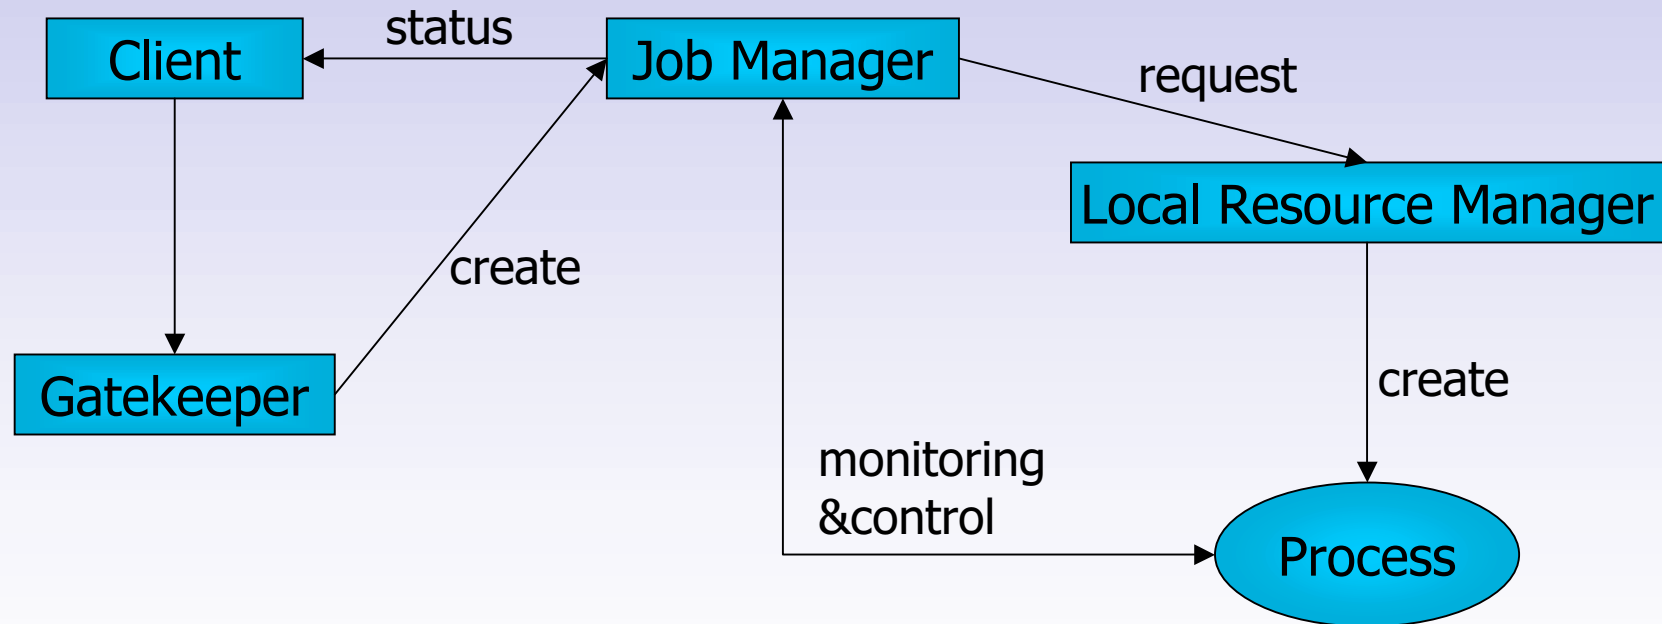 status
Client
Job Manager
request
Local Resource Manager
create
Gatekeeper
create
monitoring
&control
Process